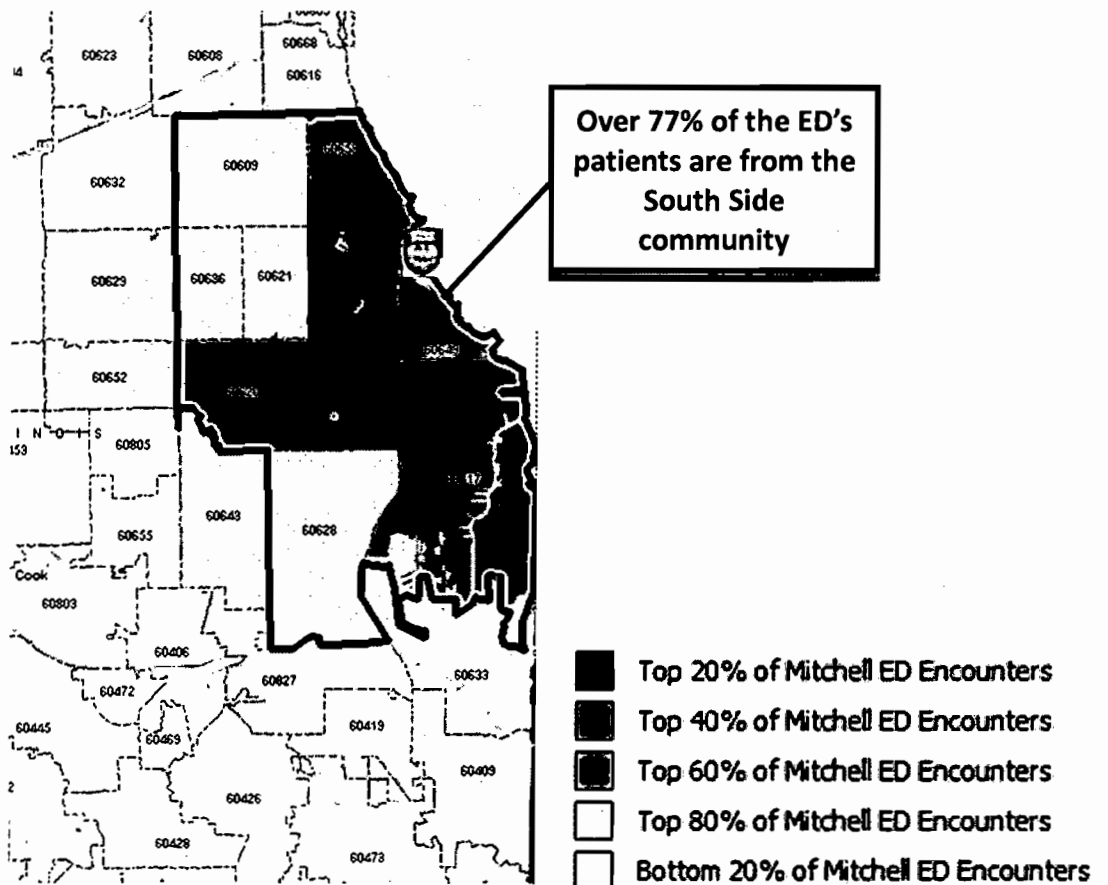 60623
60608
60668
60616
Over 77% of the ED's
patients are from the
South Side
community
60609
60632
60629
60636
60621
60652
I N O I S
153
60805
60643
60628
60655
Cook
60803
60406
60472
60827
60633
60445
60469
60419
60409
2
60426
60428
60473
Top 20% of Mitchell ED Encounters
Top 40% of Mitchell ED Encounters
Top 60% of Mitchell ED Encounters
Top 80% of Mitchell ED Encounters
Bottom 20% of Mitchell ED Encounters